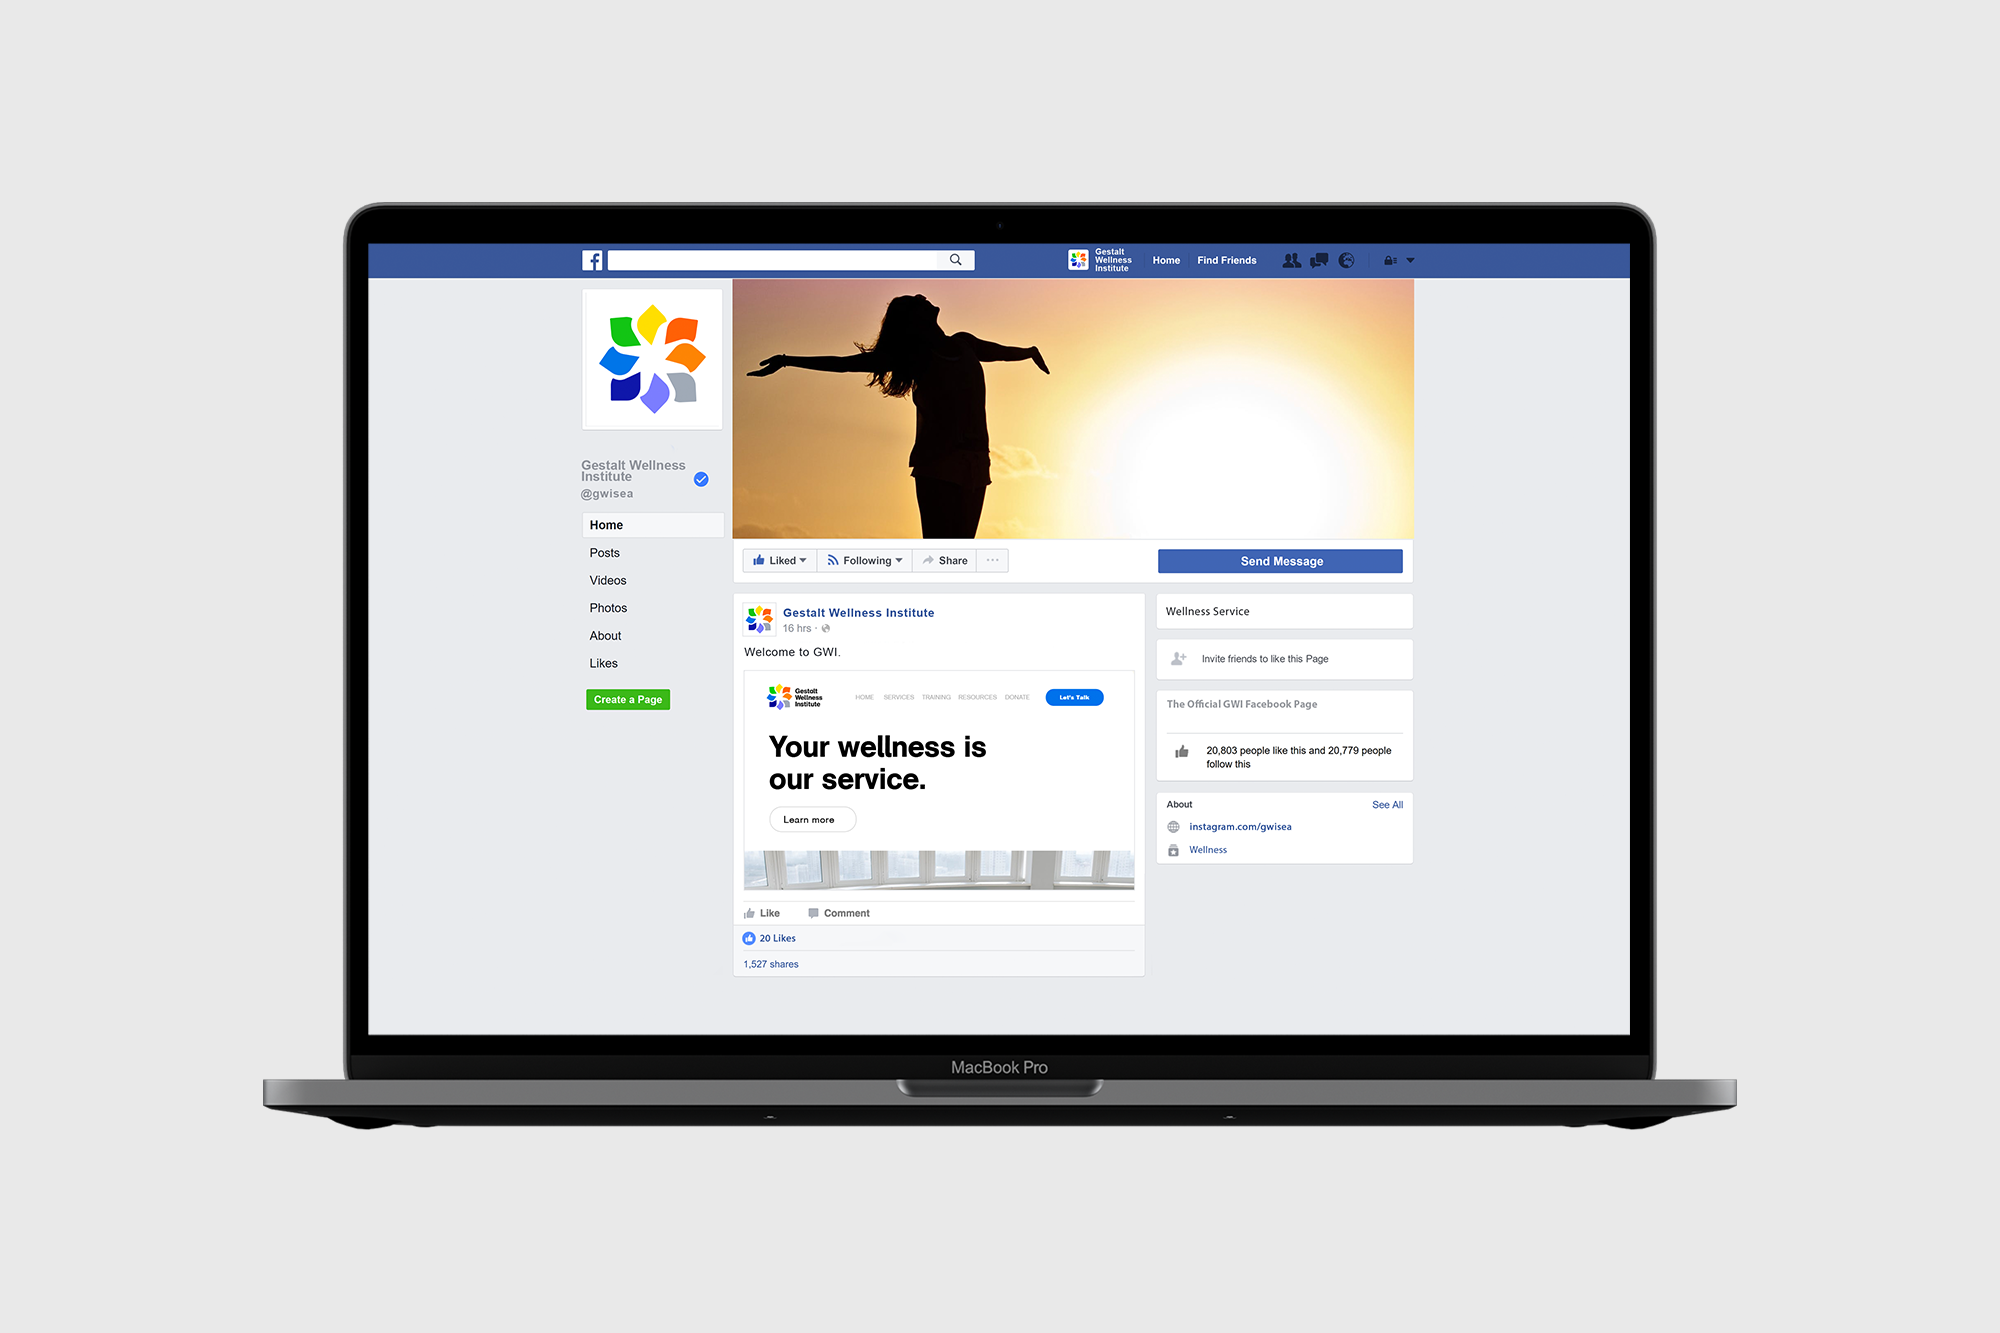 Gestalt
Wellness
Institute
Home
Find Friends
Gestalt Wellness
Institute
@gwisea
Home
Posts
Videos
Photos
About
Likes
Create a Page
Liked
Following
Share
Send Message
Gestalt Wellness Institute
16 hrs ·
Welcome to GWI.
Gestalt
Wellness
Institute
HOME SERVICES TRAINING RESOURCES DONATE
Let's Talk
Your wellness is
our service.
Learn more
Like
Comment
20 Likes
1,527 shares
Wellness Service
Invite friends to like this Page
The Official GWI Facebook Page
20,803 people like this and 20,779 people
follow this
About
See All
instagram.com/gwisea
Wellness
MacBook Pro